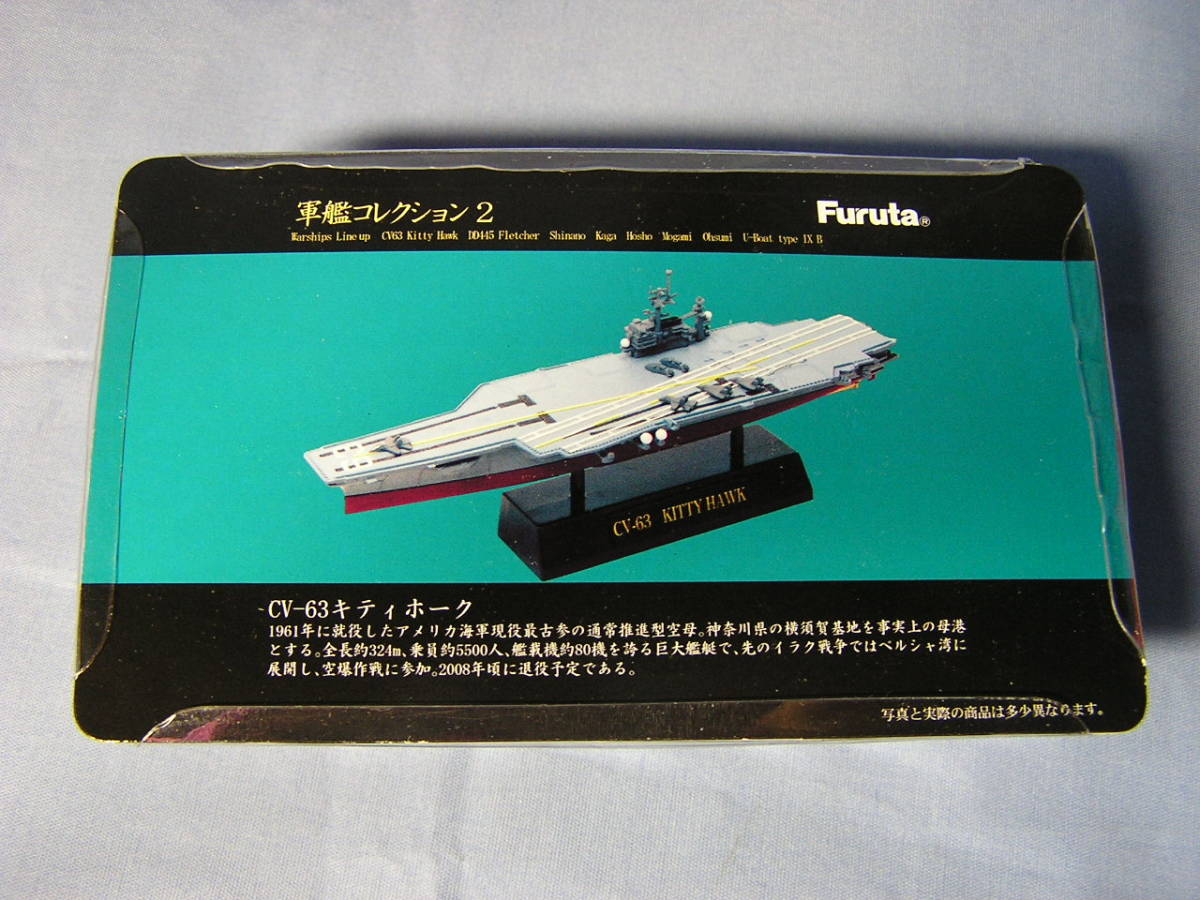 軍艦コレクション2
Furuta®
Warships Line up CV63 Kitty Hawk DD445 Fletcher Shinano Kaga Hosho Mogami Ohsumi U-Boat type IX B
CV-63 KITTY HAWK
CV-63キティホーク
1961年に就役したアメリカ海軍現役最古参の通常推進型空母。神奈川県の横須賀基地を事実上の母港
とする。全長約324m、乗員約5500人、艦載機約80機を誇る巨大艦艇で、先のイラク戦争ではペルシャ湾に
展開し、空爆作戦に参加。2008年頃に退役予定である。
写真と実際の商品は多少異なります。